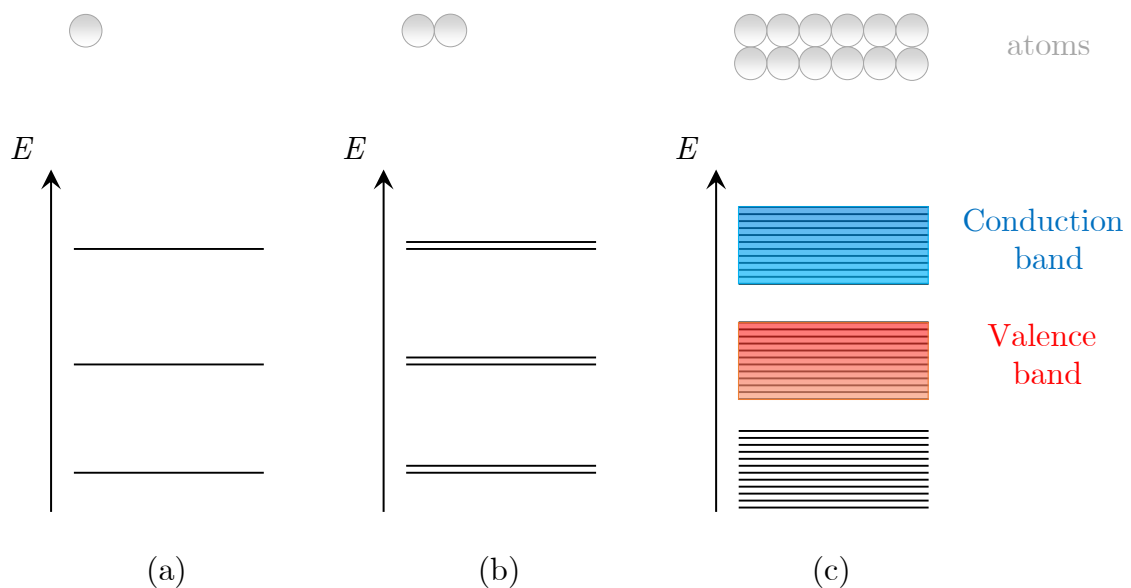 atoms
E
E
E
Conduction
band
Valence
band
(a)
(b)
(c)